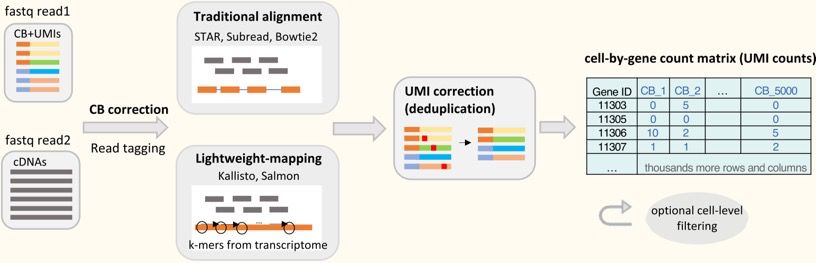 fastq read1
CB+UMIs
fastq read2
cDNAs
CB correction
Read tagging
Traditional alignment
STAR, Subread, Bowtie2
Lightweight-mapping
Kallisto, Salmon
...
k-mers from transcriptome
UMI correction
(deduplication)
cell-by-gene count matrix (UMI counts)
Gene ID CB_1 CB_2 ... CB_5000
11303 0 5 0
11305 0 0 0
11306 10 2 5
11307 1 1 2
... thousands more rows and columns
optional cell-level
filtering